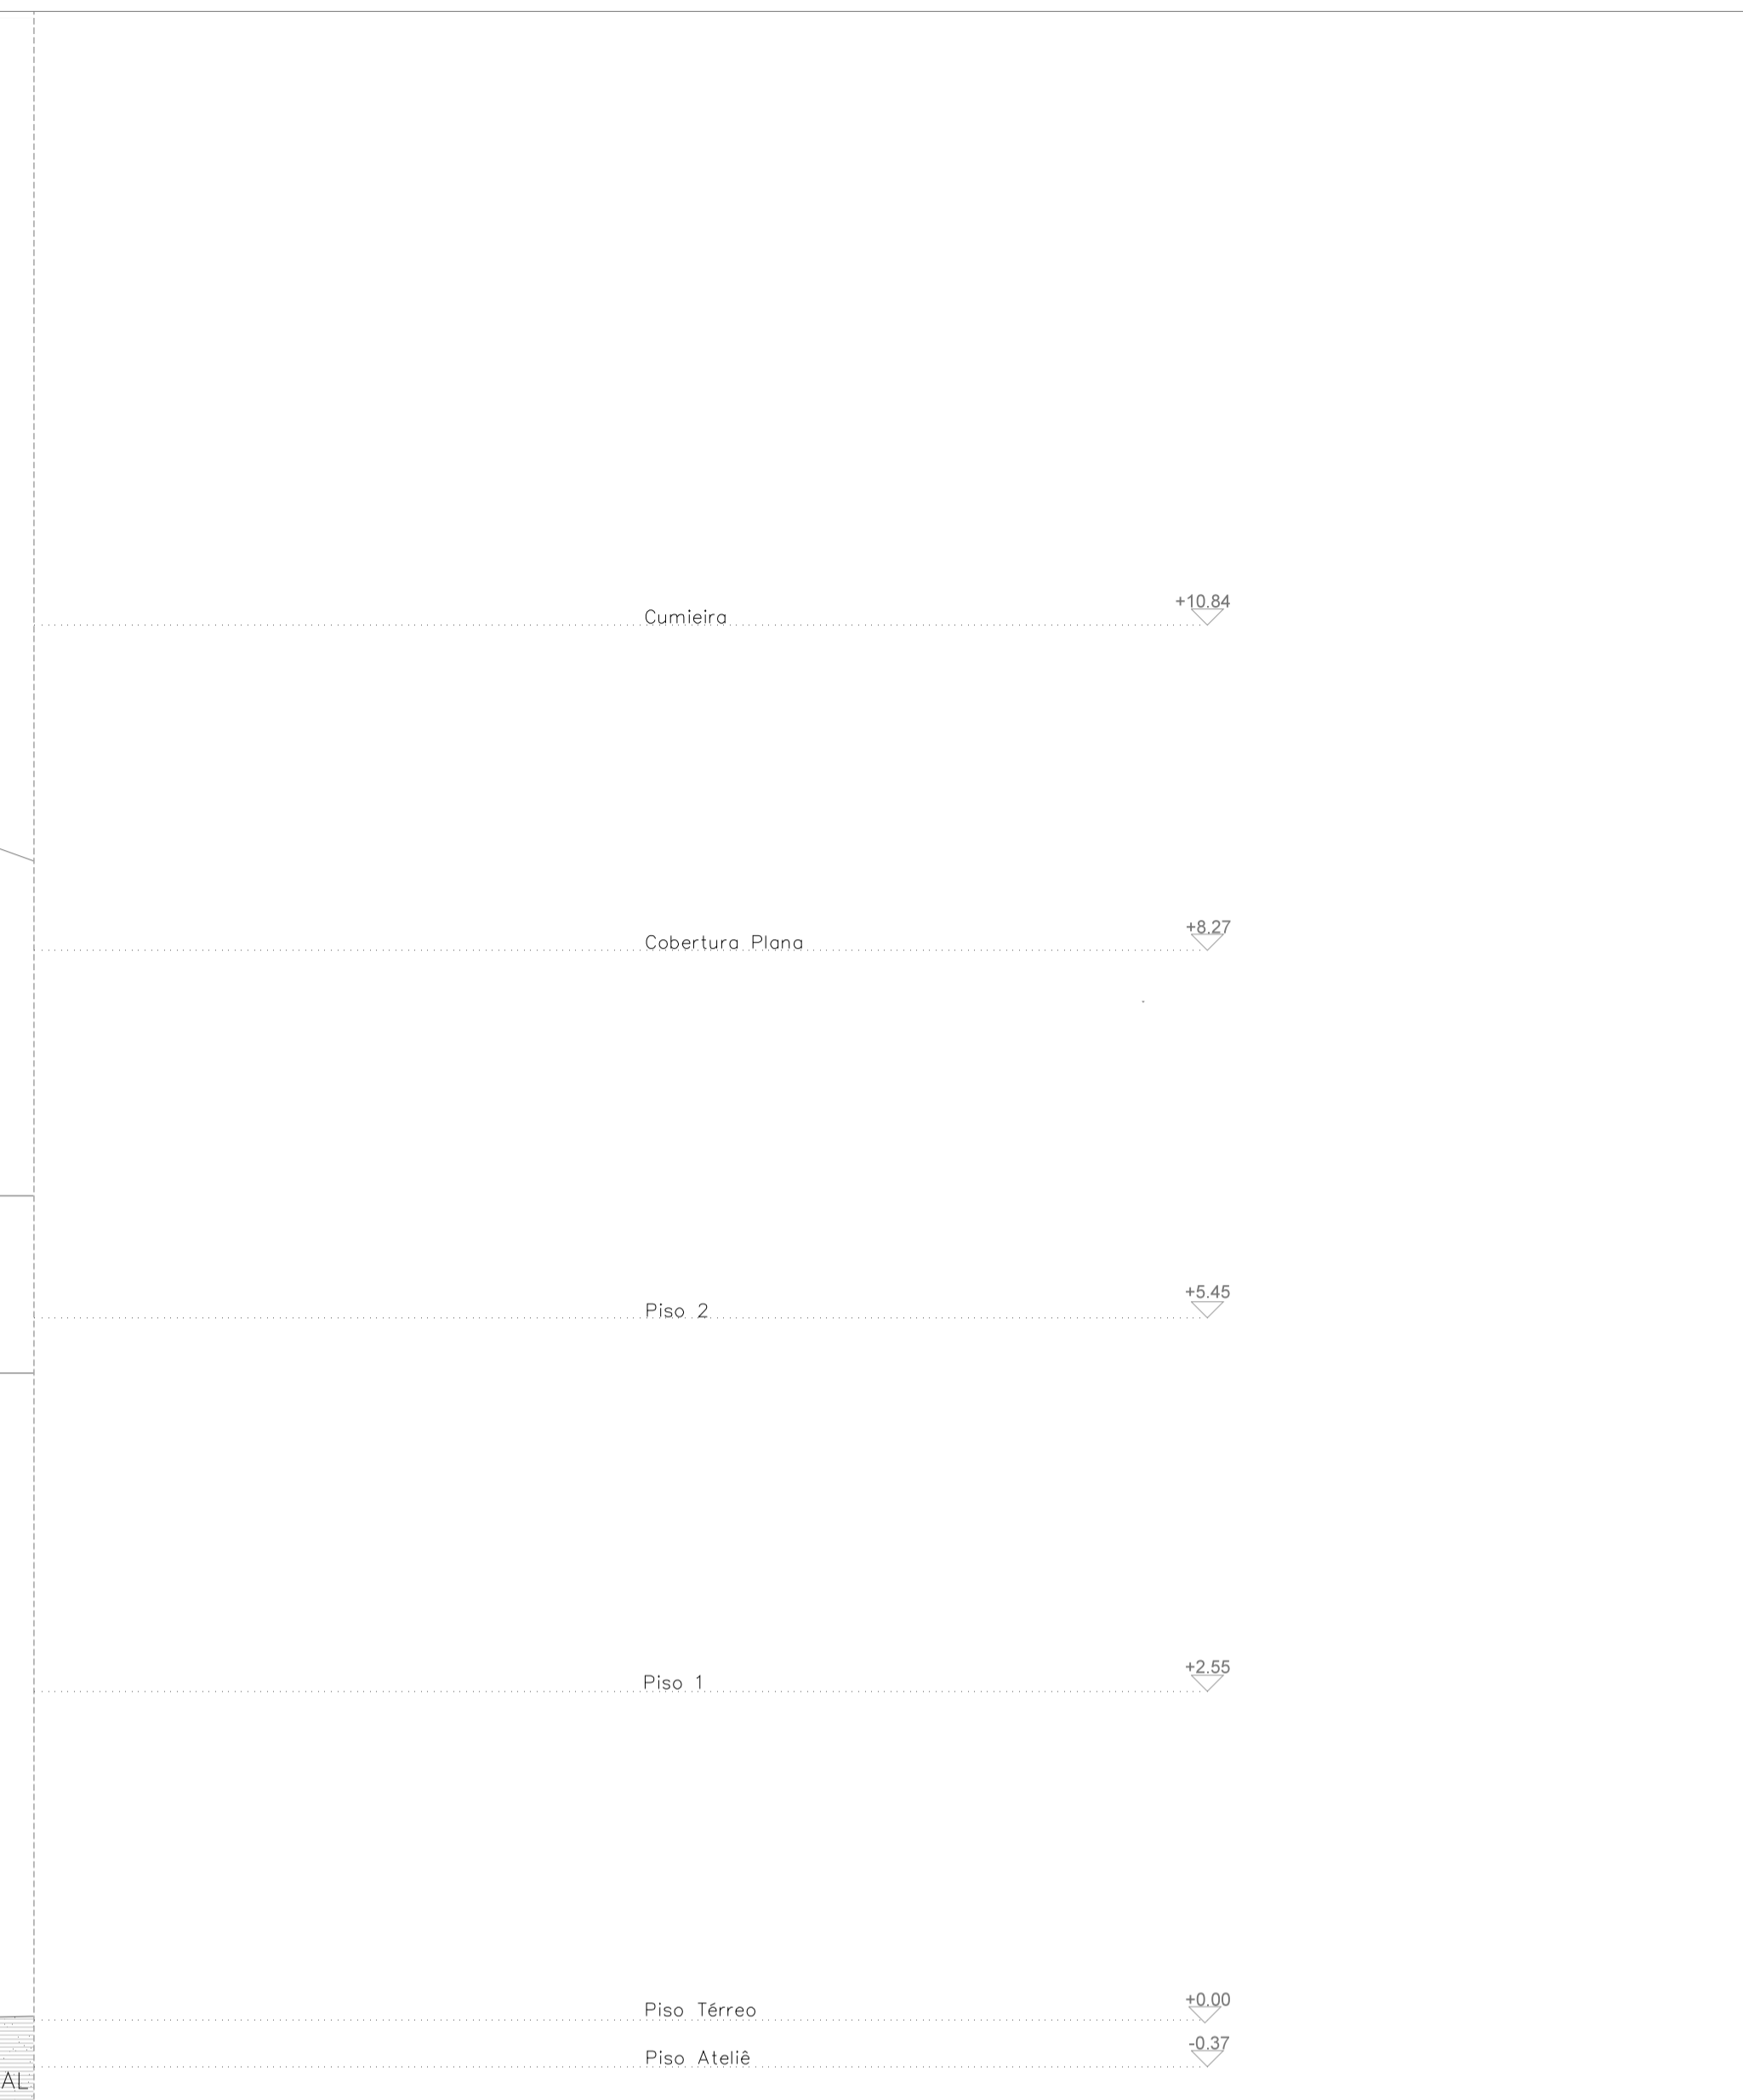 +10.84
Cumieira
+8.27
Cobertura Plana
+5.45
Piso 2
+2.55
Piso 1
+0.00
Piso Térreo
-0.37
Piso Ateliê
AL